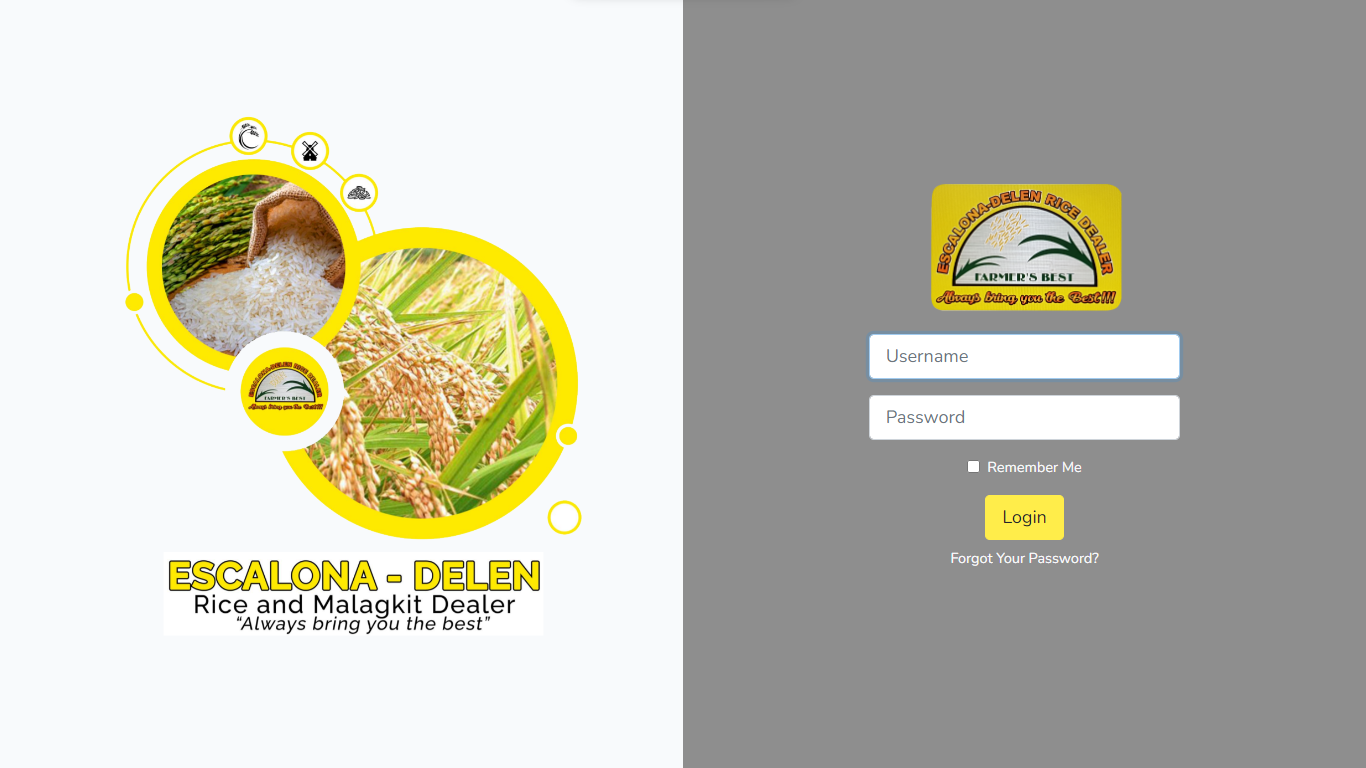 ESCALONA-DELEN RICE DEALER
FARMER'S BEST
Always bring you the Best!!!
ESCALONA - DELEN
Rice and Malagkit Dealer
“Always bring you the best”
ESCALONA-DELEN RICE DEALER
FARMER'S BEST
Always bring you the Best!!!
Username
Password
Remember Me
Login
Forgot Your Password?